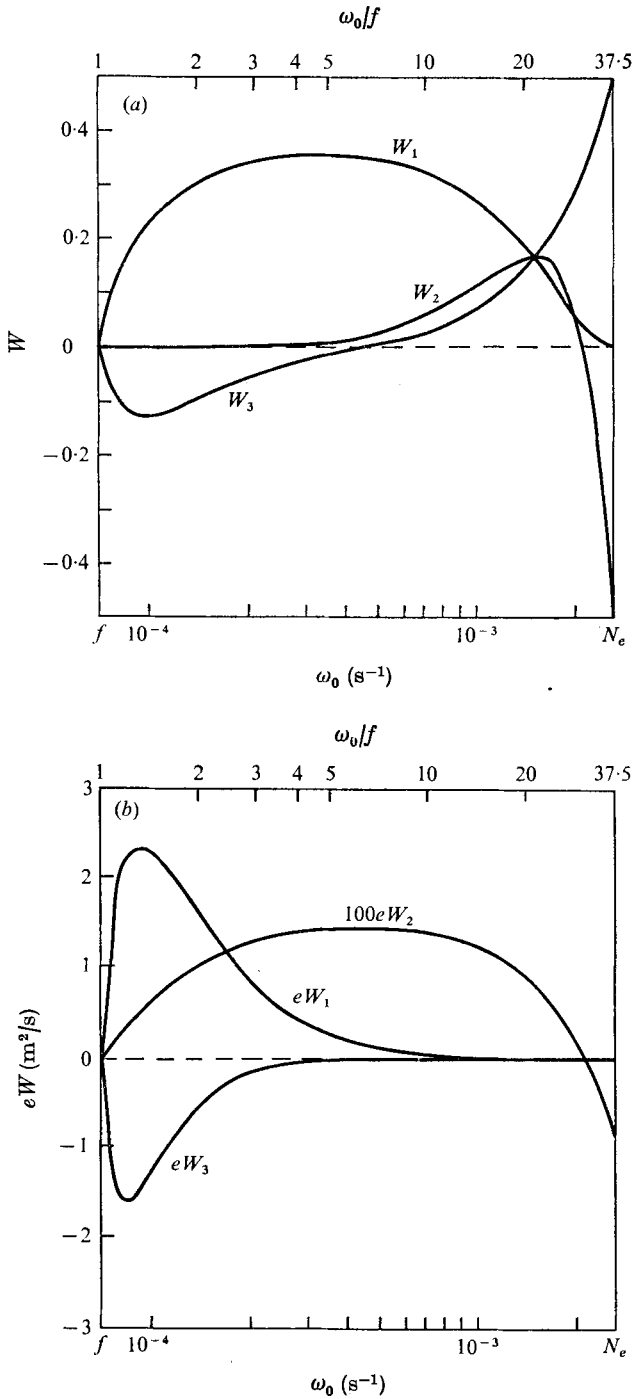 ω₀/f
1 2 3 4 5 10 20 37·5
(a)
0·4
W₁
0·2
W₂
W
0
W₃
−0·2
−0·4
f 10⁻⁴ 10⁻³ Nₑ
ω₀ (s⁻¹)
ω₀/f
1 2 3 4 5 10 20 37·5
3
(b)
2
100eW₂
1
eW₁
eW (m²/s)
0
−1
eW₃
−2
−3
f 10⁻⁴ 10⁻³ Nₑ
ω₀ (s⁻¹)